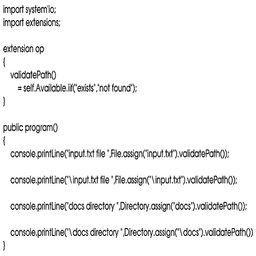 import system'io;
import extensions;
extension op
{
validatePath()
= self.Available.iif("exists","not found");
}
public program()
{
console.printLine("input.txt file ",File.assign("input.txt").validatePath());
console.printLine("\input.txt file ",File.assign("\input.txt").validatePath());
console.printLine("docs directory ",Directory.assign("docs").validatePath());
console.printLine("\docs directory ",Directory.assign("\docs").validatePath())
}